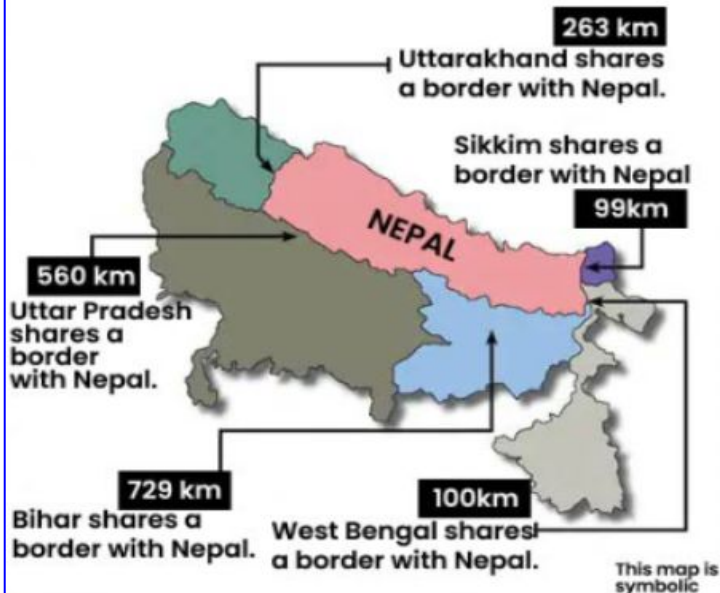 263 km
Uttarakhand shares
a border with Nepal.
Sikkim shares a
border with Nepal
99km
NEPAL
560 km
Uttar Pradesh
shares a
border
with Nepal.
729 km
Bihar shares a
border with Nepal.
100km
West Bengal shares
a border with Nepal.
This map is
symbolic